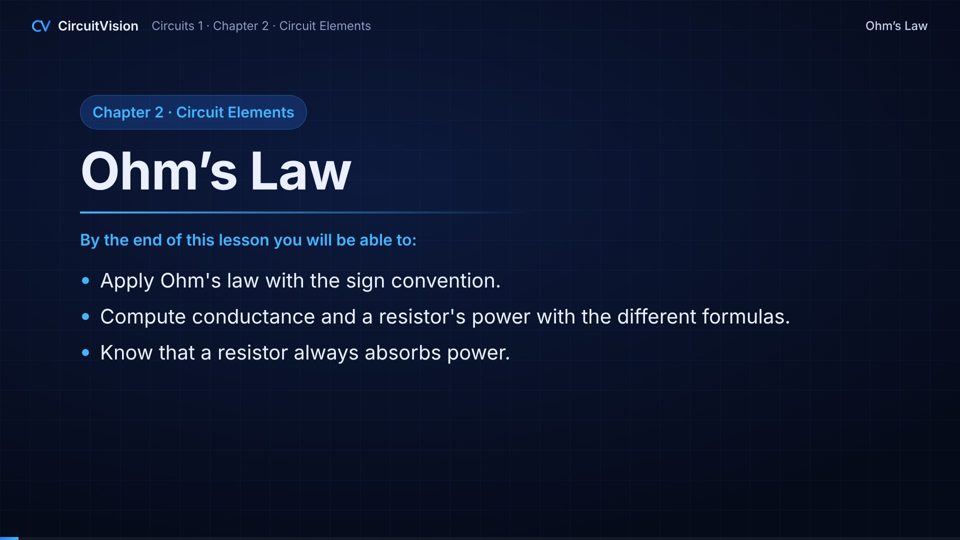 CV CircuitVision Circuits 1 · Chapter 2 · Circuit Elements Ohm’s Law
Chapter 2 · Circuit Elements
Ohm’s Law
By the end of this lesson you will be able to:
• Apply Ohm's law with the sign convention.
• Compute conductance and a resistor's power with the different formulas.
• Know that a resistor always absorbs power.